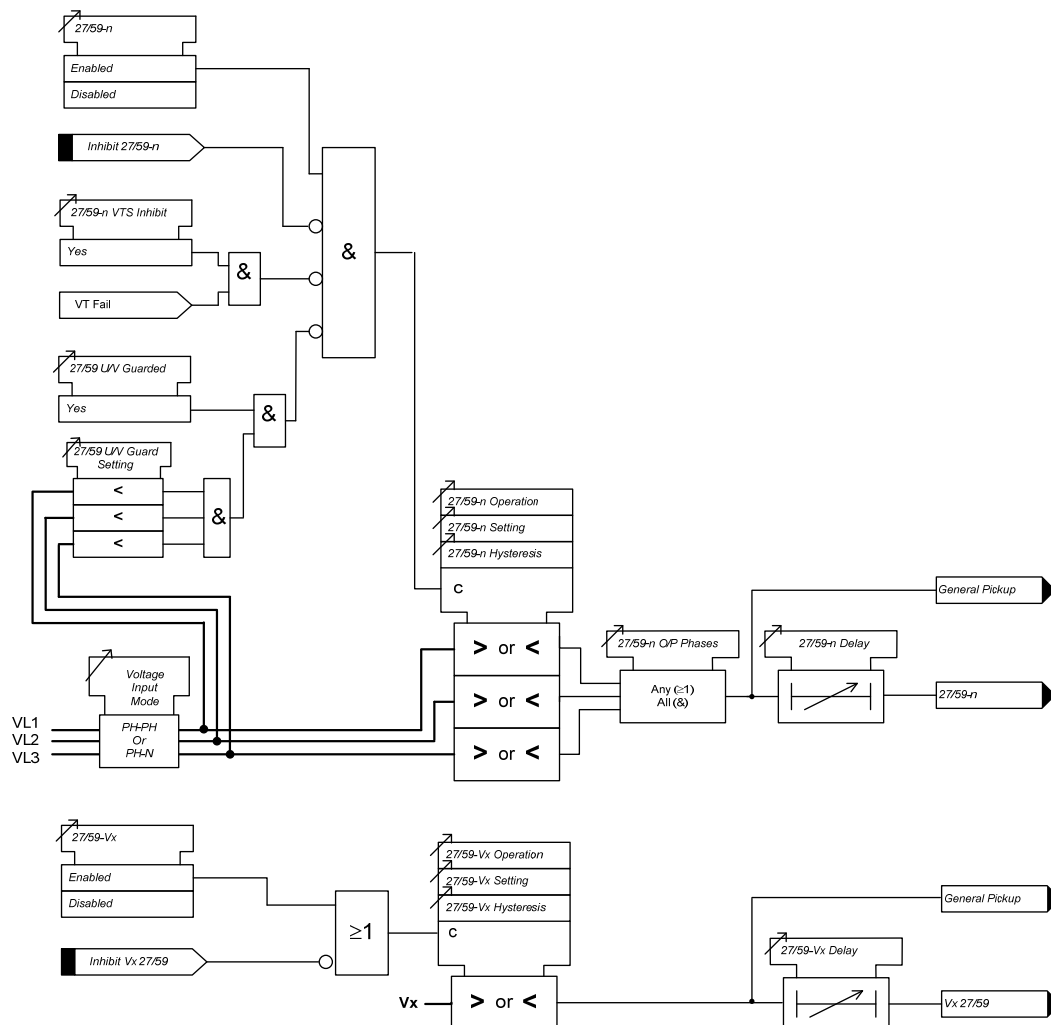 27/59-n
Enabled
Disabled
Inhibit 27/59-n
27/59-n VTS Inhibit
Yes
&
&
VT Fail
27/59 U/V Guarded
Yes
&
27/59 U/V Guard
Setting
<
<
<
&
27/59-n Operation
27/59-n Setting
27/59-n Hysteresis
C
General Pickup
> or <
> or <
> or <
27/59-n O/P Phases
Any (≥1)
All (&)
27/59-n Delay
27/59-n
Voltage
Input
Mode
VL1
VL2
VL3
PH-PH
Or
PH-N
27/59-Vx
Enabled
Disabled
Inhibit Vx 27/59
≥1
27/59-Vx Operation
27/59-Vx Setting
27/59-Vx Hysteresis
C
Vx
> or <
General Pickup
27/59-Vx Delay
Vx 27/59